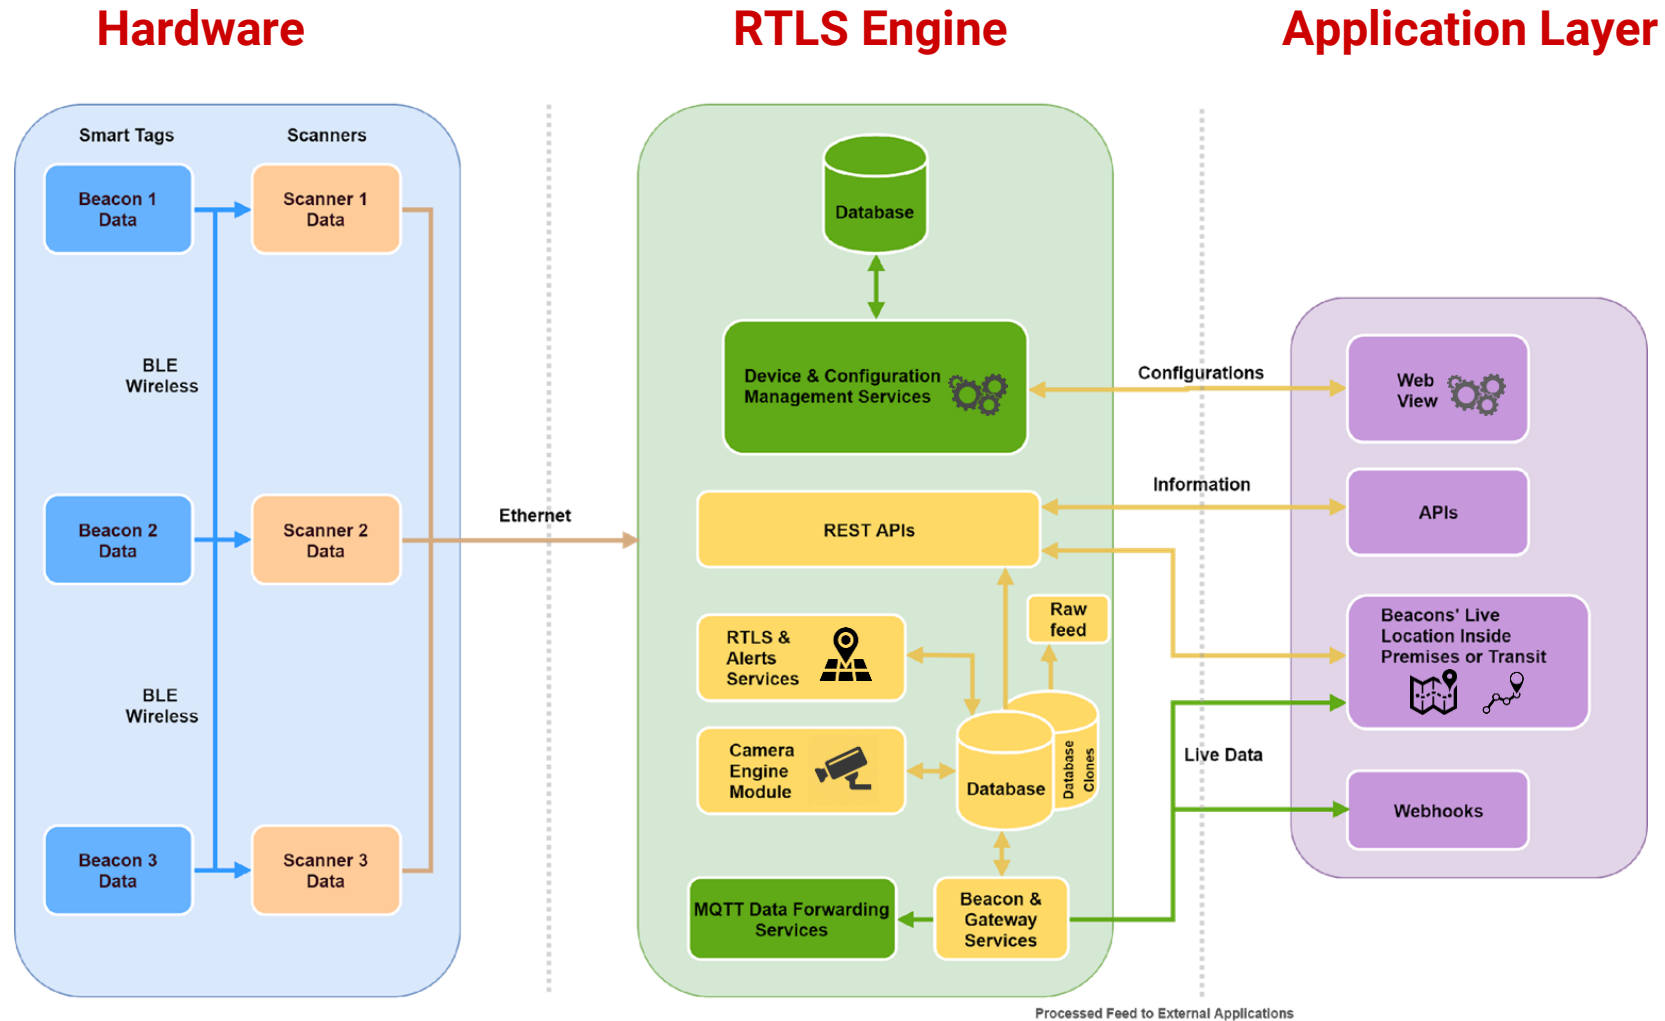 Hardware
RTLS Engine
Application Layer
Smart Tags
Scanners
Beacon 1
Data
Scanner 1
Data
BLE
Wireless
Beacon 2
Data
Scanner 2
Data
BLE
Wireless
Beacon 3
Data
Scanner 3
Data
Ethernet
Database
Device & Configuration
Management Services
REST APIs
RTLS &
Alerts
Services
Raw
feed
Camera
Engine
Module
Database
Database
Clones
MQTT Data Forwarding
Services
Beacon &
Gateway
Services
Configurations
Information
Live Data
Web
View
APIs
Beacons' Live
Location Inside
Premises or Transit
Webhooks
Processed Feed to External Applications